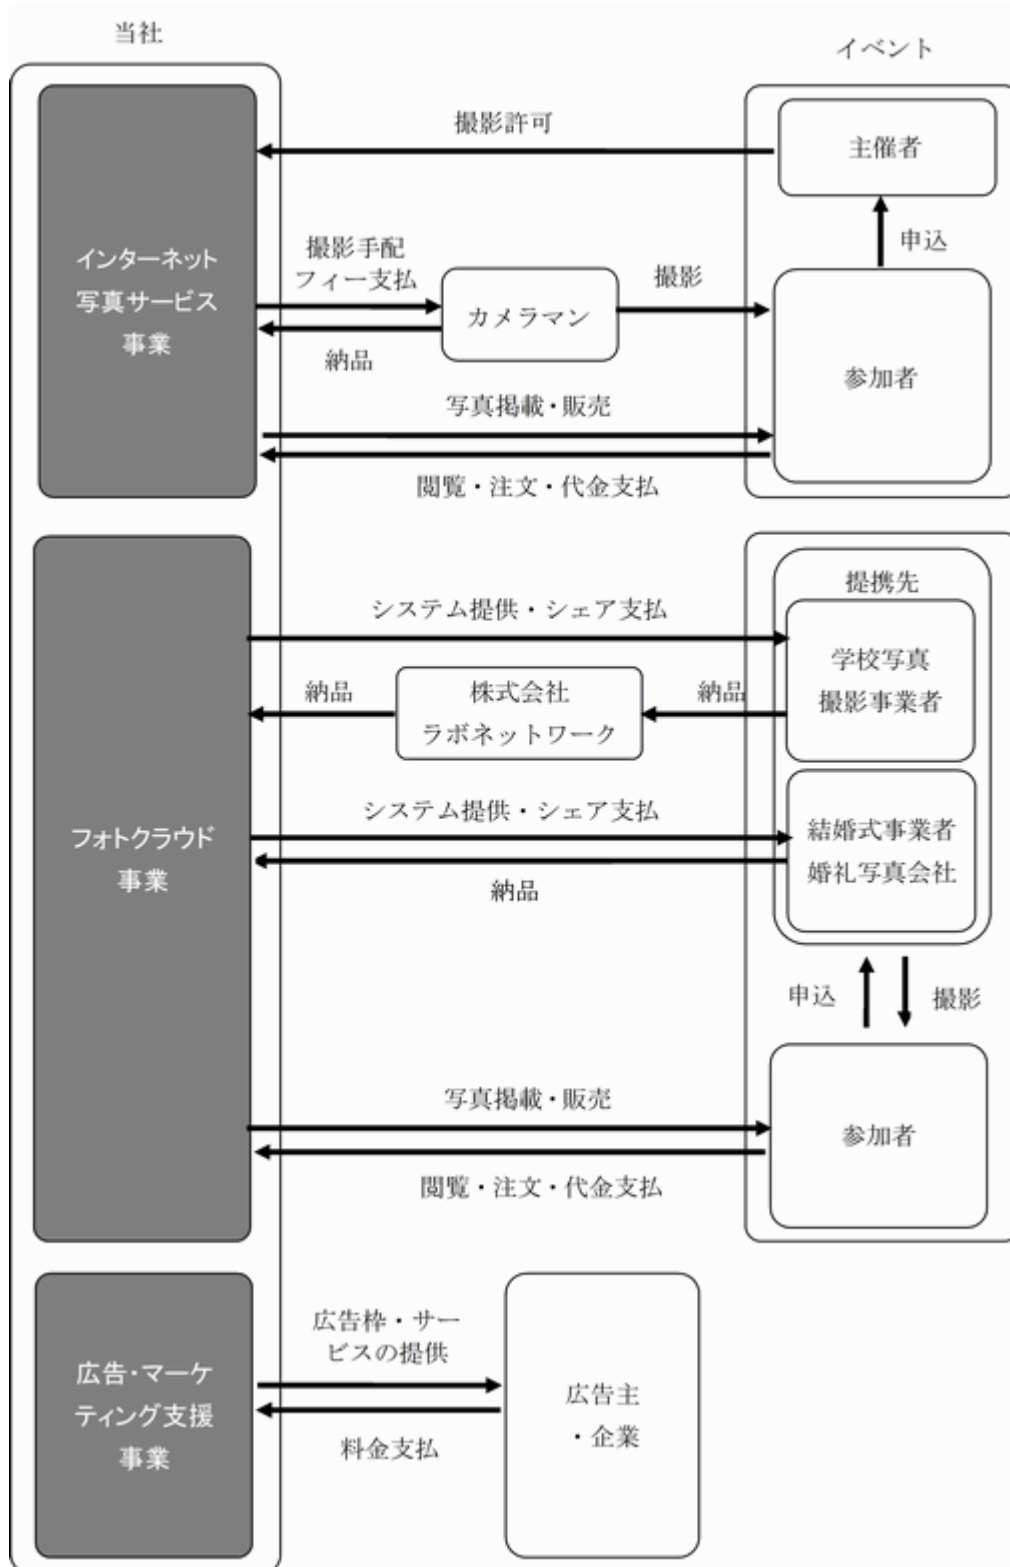 当社
イベント
撮影許可
主催者
申込
インターネット
写真サービス
事業
撮影手配
フィー支払
カメラマン
撮影
納品
参加者
写真掲載・販売
閲覧・注文・代金支払
提携先
システム提供・シェア支払
学校写真
撮影事業者
納品
株式会社
ラボネットワーク
納品
フォトクラウド
事業
システム提供・シェア支払
結婚式事業者
婚礼写真会社
納品
申込
撮影
写真掲載・販売
参加者
閲覧・注文・代金支払
広告・マーケ
ティング支援
事業
広告枠・サー
ビスの提供
広告主
・企業
料金支払